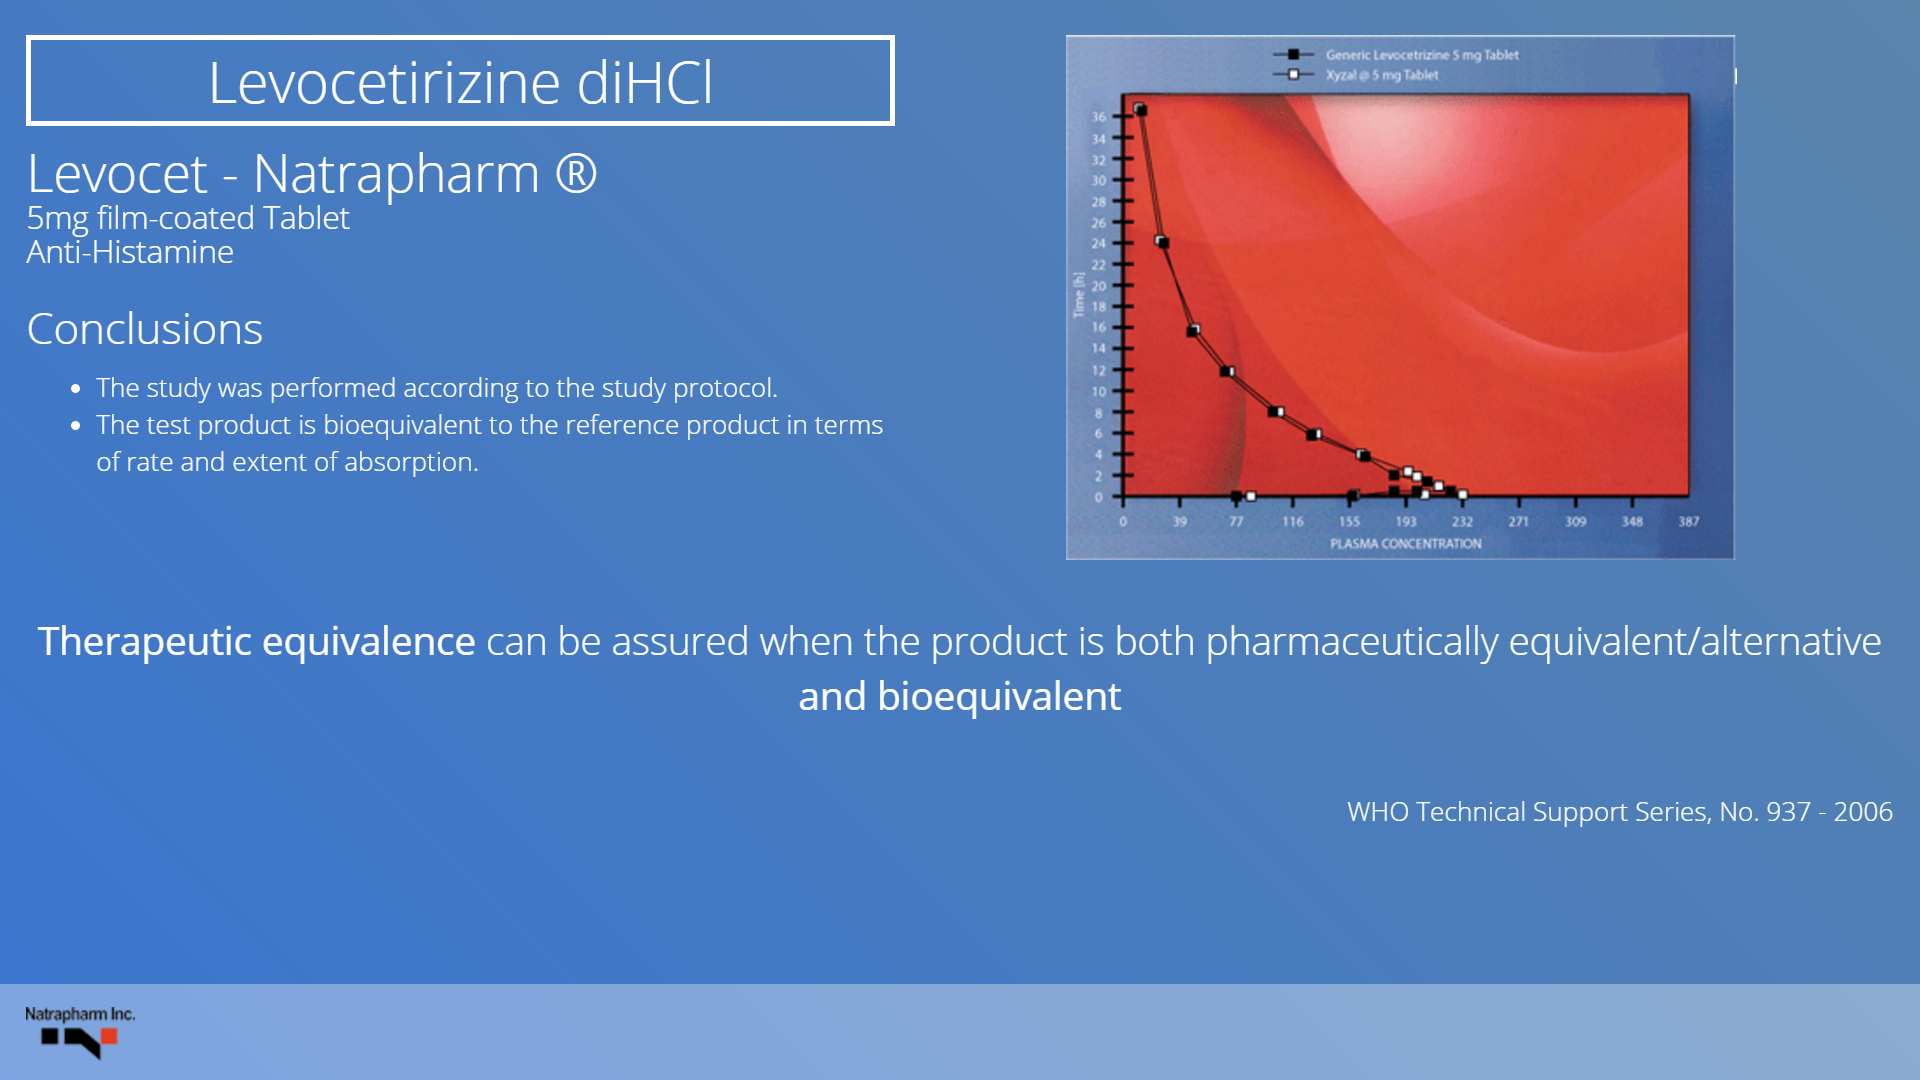 Levocetirizine diHCl
Levocet - Natrapharm ®
5mg film-coated Tablet
Anti-Histamine
Conclusions
• The study was performed according to the study protocol.
• The test product is bioequivalent to the reference product in terms
of rate and extent of absorption.
Generic Levocetrizine 5 mg Tablet
Xyzal @ 5 mg Tablet
36
34
32
30
28
26
24
22
20
18
16
14
12
10
8
6
4
2
0
Time [h]
0 39 77 116 155 193 232 271 309 348 387
PLASMA CONCENTRATION
Therapeutic equivalence can be assured when the product is both pharmaceutically equivalent/alternative
and bioequivalent
WHO Technical Support Series, No. 937 - 2006
Natrapharm Inc.